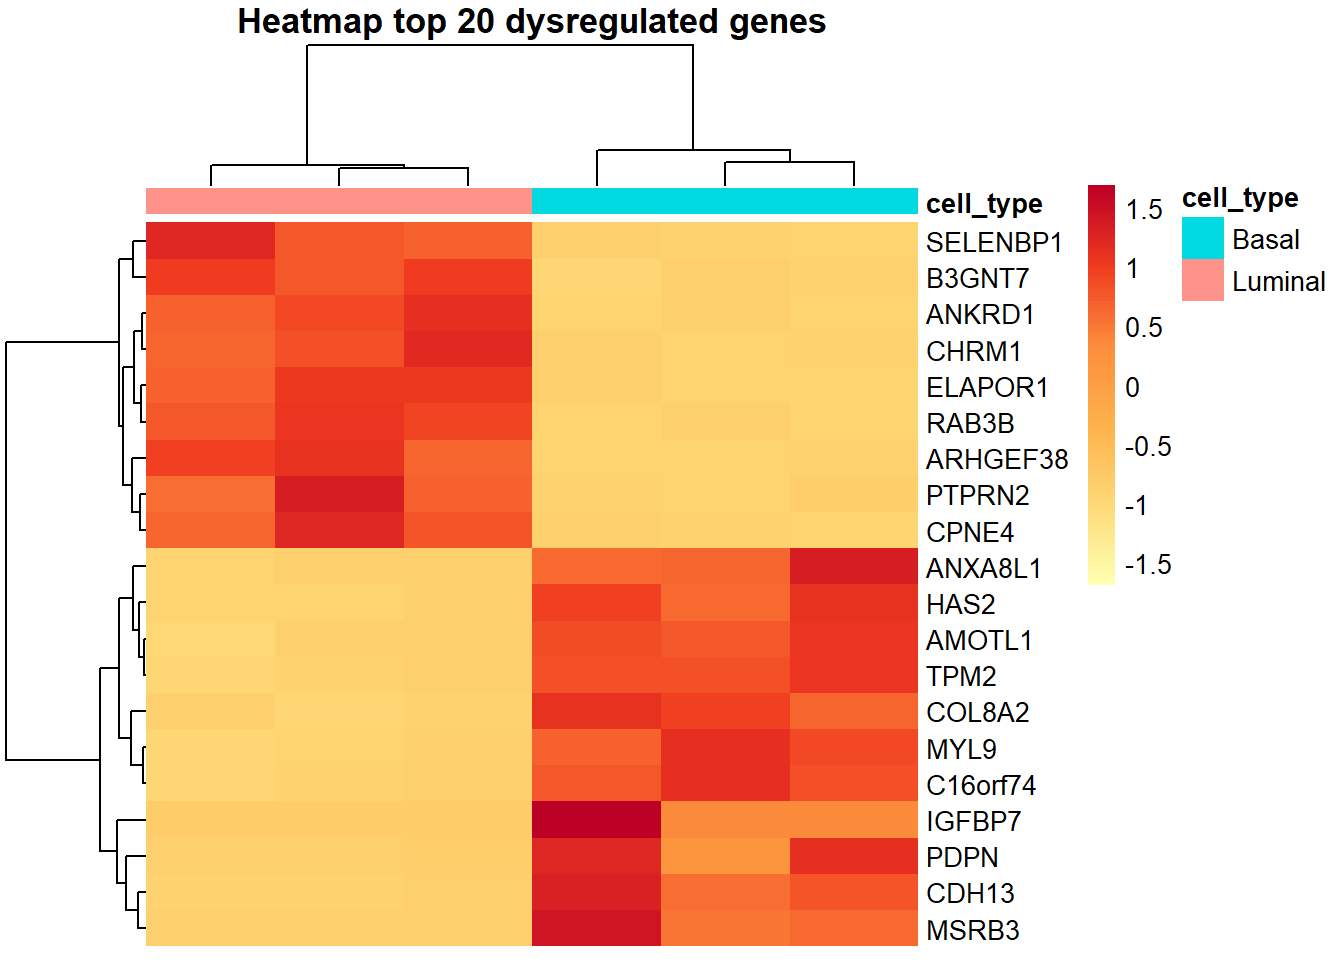 Heatmap top 20 dysregulated genes
cell_type
SELENBP1
B3GNT7
ANKRD1
CHRM1
ELAPOR1
RAB3B
ARHGEF38
PTPRN2
CPNE4
ANXA8L1
HAS2
AMOTL1
TPM2
COL8A2
MYL9
C16orf74
IGFBP7
PDPN
CDH13
MSRB3
1.5
1
0.5
0
-0.5
-1
-1.5
cell_type
Basal
Luminal